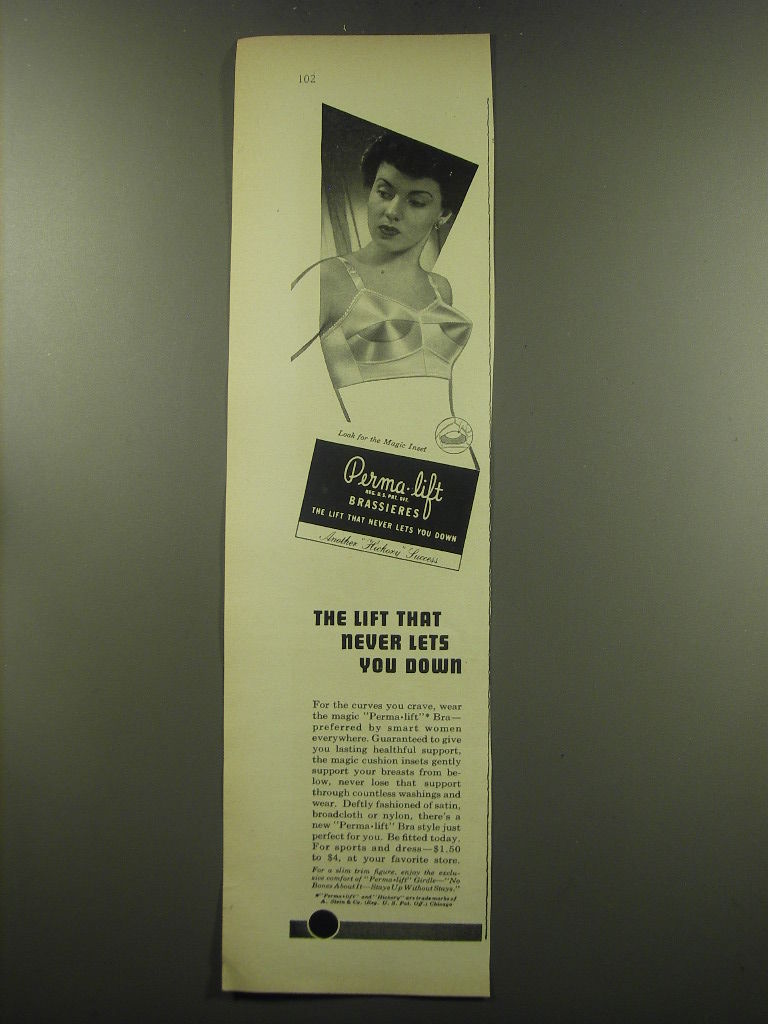 102
Look for the Magic Inset
Perma·lift
REG. U.S. PAT. OFF.
BRASSIERES
THE LIFT THAT NEVER LETS YOU DOWN
Another "Hickory" Success
THE LIFT THAT
NEVER LETS
YOU DOWN
For the curves you crave, wear
the magic "Perma•lift"* Bra—
preferred by smart women
everywhere. Guaranteed to give
you lasting healthful support,
the magic cushion insets gently
support your breasts from be-
low, never lose that support
through countless washings and
wear. Deftly fashioned of satin,
broadcloth or nylon, there's a
new "Perma•lift" Bra style just
perfect for you. Be fitted today.
For sports and dress—$1.50
to $4, at your favorite store.
For a slim trim figure, enjoy the exclu-
sive comfort of "Perma•lift" Girdle—"No
Bones About It—Stays Up Without Stays."
*"Perma•lift" and "Hickory" are trademarks of
A. Stein & Co. (Reg. U. S. Pat. Off.) Chicago